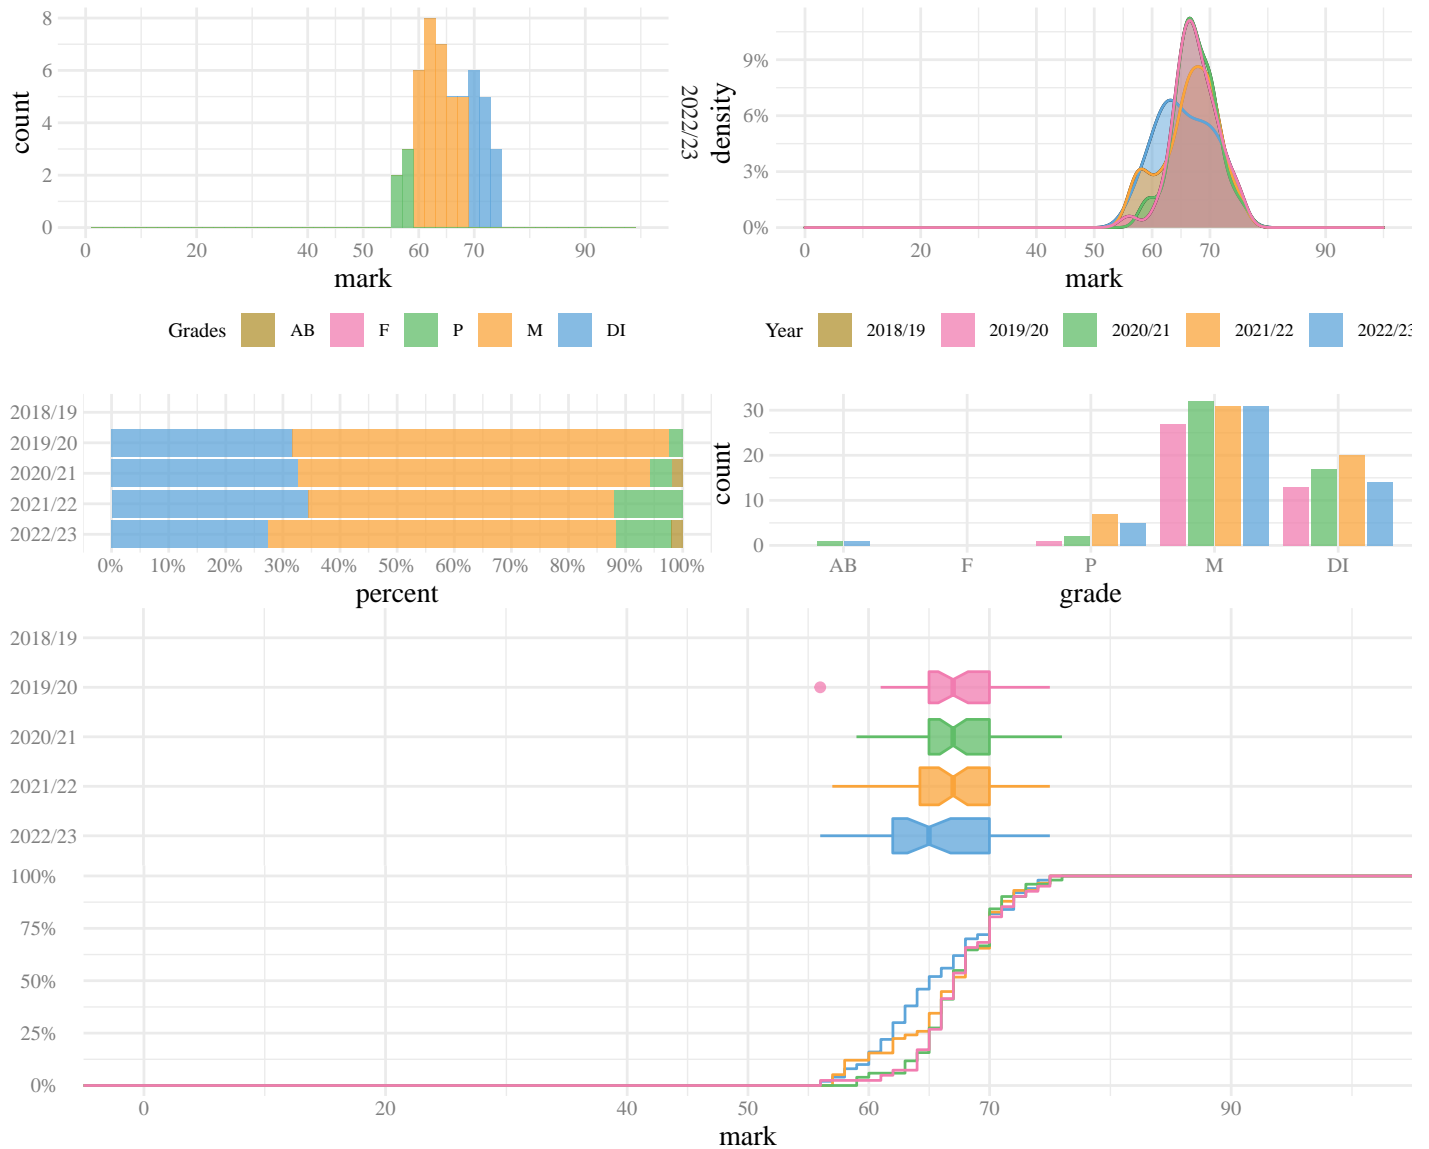 8
6
4
2
0
count
0 20 40 50 60 70 90
mark
2022/23
9%
6%
3%
0%
density
0 20 40 50 60 70 90
mark
Grades AB F P M DI
Year 2018/19 2019/20 2020/21 2021/22 2022/23
2018/19
2019/20
2020/21
2021/22
2022/23
0% 10% 20% 30% 40% 50% 60% 70% 80% 90% 100%
percent
30
20
10
0
count
AB F P M DI
grade
2018/19
2019/20
2020/21
2021/22
2022/23
100%
75%
50%
25%
0%
0 20 40 50 60 70 90
mark